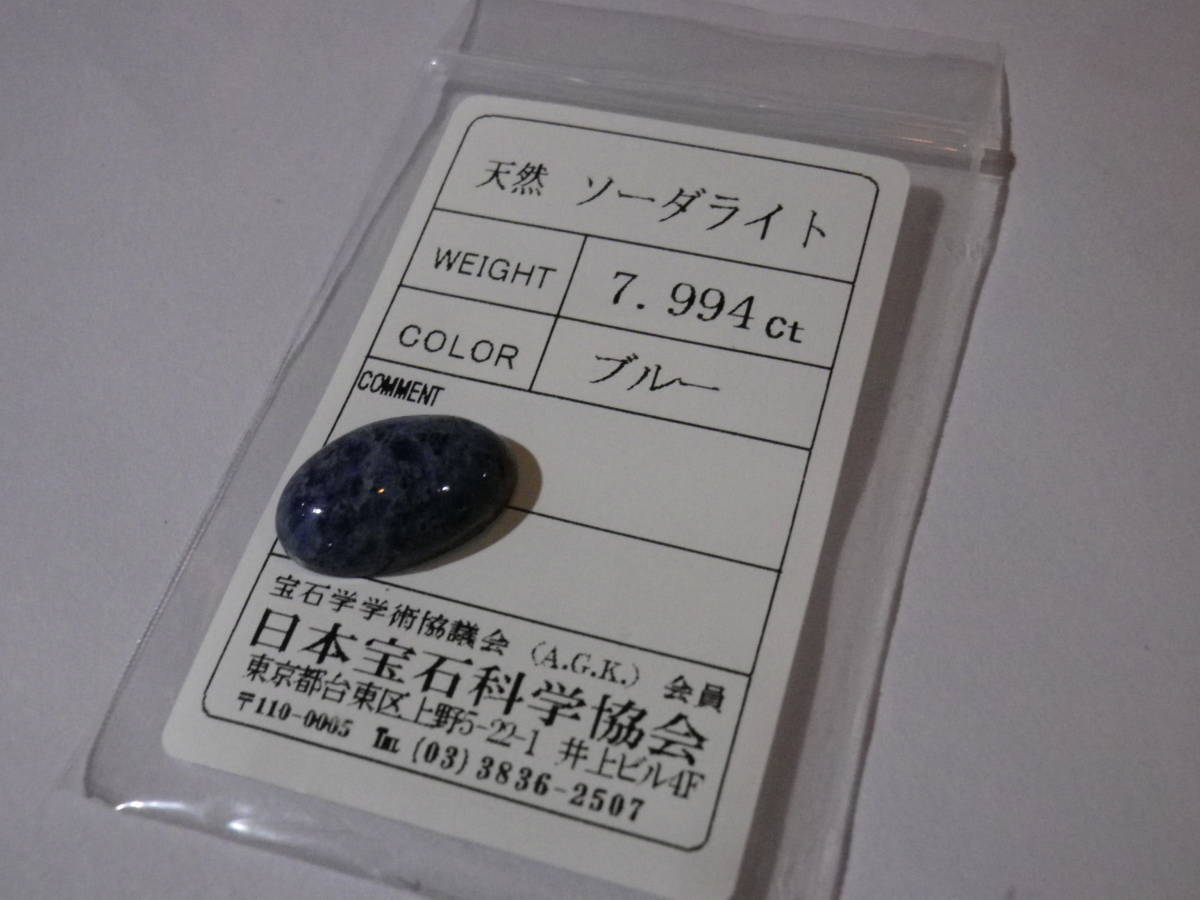 天然 ソーダライト
WEIGHT 7.994ct
COLOR ブルー
COMMENT
宝石学学術協議会 (A.G.K.) 会員
日本宝石科学協会
東京都台東区上野5-22-1 井上ビル4F
〒110-0005 TEL (03) 3836-2507